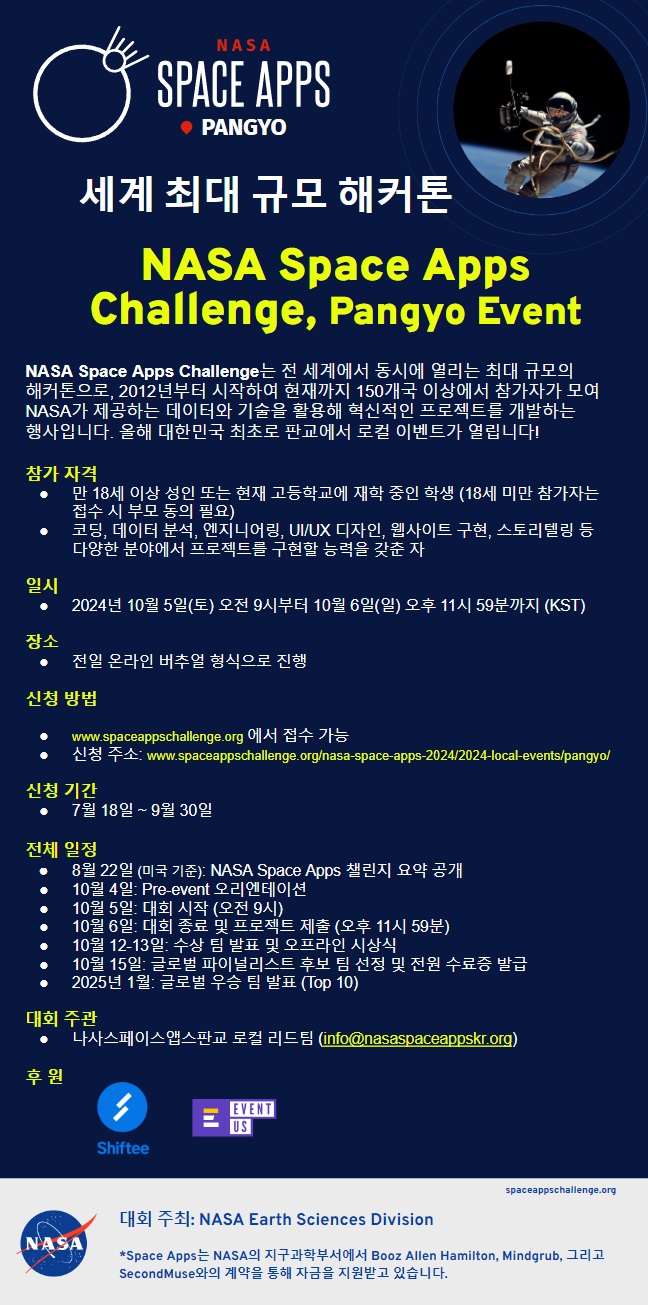 NASA
SPACE APPS
PANGYO
세계 최대 규모 해커톤
NASA Space Apps
Challenge, Pangyo Event
NASA Space Apps Challenge는 전 세계에서 동시에 열리는 최대 규모의
해커톤으로, 2012년부터 시작하여 현재까지 150개국 이상에서 참가자가 모여
NASA가 제공하는 데이터와 기술을 활용해 혁신적인 프로젝트를 개발하는
행사입니다. 올해 대한민국 최초로 판교에서 로컬 이벤트가 열립니다!
참가 자격
● 만 18세 이상 성인 또는 현재 고등학교에 재학 중인 학생 (18세 미만 참가자는
접수 시 부모 동의 필요)
● 코딩, 데이터 분석, 엔지니어링, UI/UX 디자인, 웹사이트 구현, 스토리텔링 등
다양한 분야에서 프로젝트를 구현할 능력을 갖춘 자
일시
● 2024년 10월 5일(토) 오전 9시부터 10월 6일(일) 오후 11시 59분까지 (KST)
장소
● 전일 온라인 버추얼 형식으로 진행
신청 방법
● www.spaceappschallenge.org 에서 접수 가능
● 신청 주소: www.spaceappschallenge.org/nasa-space-apps-2024/2024-local-events/pangyo/
신청 기간
● 7월 18일 ~ 9월 30일
전체 일정
● 8월 22일 (미국 기준): NASA Space Apps 챌린지 요약 공개
● 10월 4일: Pre-event 오리엔테이션
● 10월 5일: 대회 시작 (오전 9시)
● 10월 6일: 대회 종료 및 프로젝트 제출 (오후 11시 59분)
● 10월 12-13일: 수상 팀 발표 및 오프라인 시상식
● 10월 15일: 글로벌 파이널리스트 후보 팀 선정 및 전원 수료증 발급
● 2025년 1월: 글로벌 우승 팀 발표 (Top 10)
대회 주관
● 나사스페이스앱스판교 로컬 리드팀 (info@nasaspaceappskr.org)
후 원
Shiftee
E EVENT
US
spaceappschallenge.org
NASA
대회 주최: NASA Earth Sciences Division
*Space Apps는 NASA의 지구과학부서에서 Booz Allen Hamilton, Mindgrub, 그리고
SecondMuse와의 계약을 통해 자금을 지원받고 있습니다.